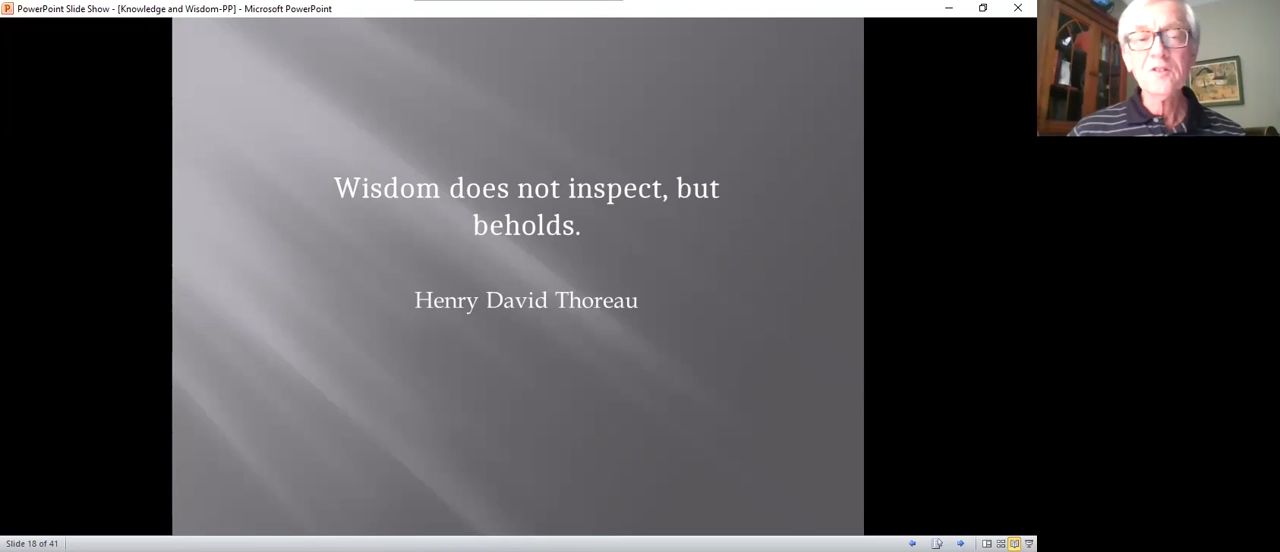 PowerPoint Slide Show - [Knowledge and Wisdom-PP] - Microsoft PowerPoint
Wisdom does not inspect, but
beholds.
Henry David Thoreau
Slide 18 of 41